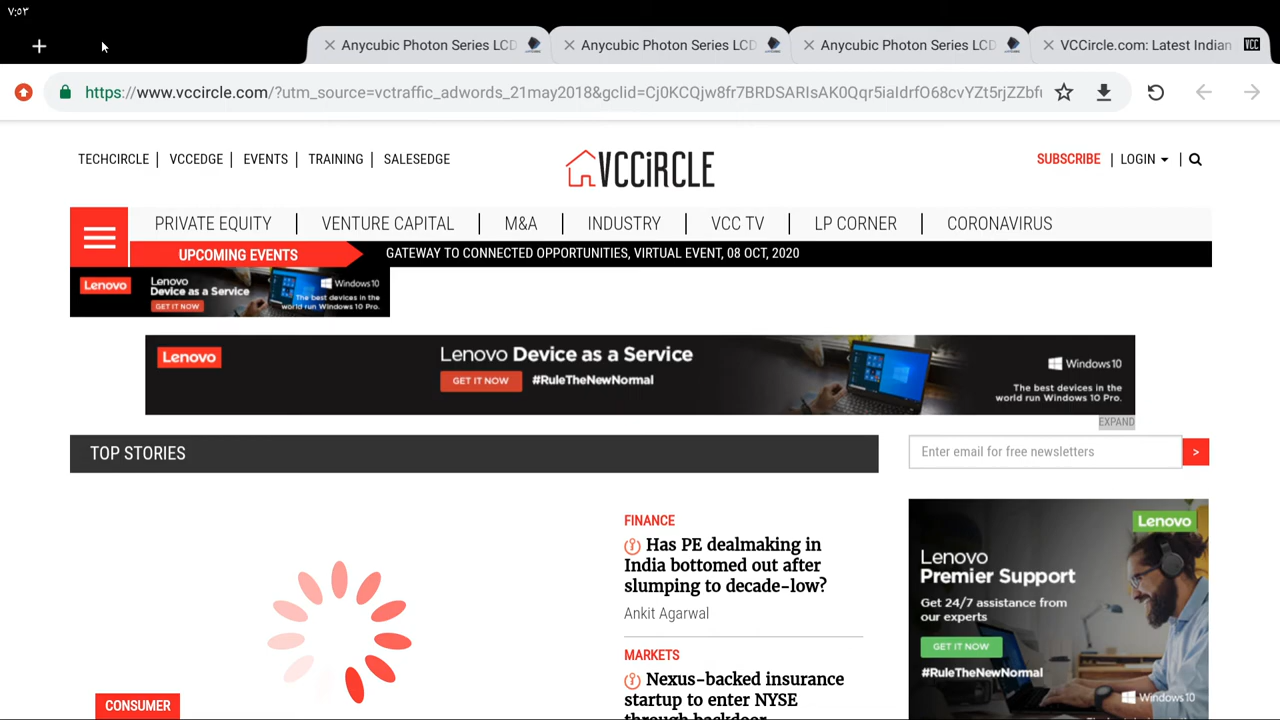 ۷:۵۳
Anycubic Photon Series LCD
Anycubic Photon Series LCD
Anycubic Photon Series LCD
VCCircle.com: Latest Indian
VCC
https://www.vccircle.com/?utm_source=vctraffic_adwords_21may2018&gclid=
TECHCIRCLE | VCCEDGE | EVENTS | TRAINING | SALESEDGE
VCCiRCLE
SUBSCRIBE | LOGIN |
PRIVATE EQUITY | VENTURE CAPITAL | M&A | INDUSTRY | VCC TV | LP CORNER | CORONAVIRUS
UPCOMING EVENTS
GATEWAY TO CONNECTED OPPORTUNITIES, VIRTUAL EVENT, 08 OCT, 2020
Lenovo
Lenovo
Device as a Service
GET IT NOW
Windows 10
The best devices in the
world run Windows 10 Pro.
Lenovo
Lenovo Device as a Service
GET IT NOW #RuleTheNewNormal
Windows 10
The best devices in the
world run Windows 10 Pro.
EXPAND
TOP STORIES
Enter email for free newsletters
>
FINANCE
Has PE dealmaking in
India bottomed out after
slumping to decade-low?
Ankit Agarwal
MARKETS
Nexus-backed insurance
startup to enter NYSE
through backdoor
CONSUMER
Lenovo
Lenovo
Premier Support
Get 24/7 assistance from
our experts
GET IT NOW
#RuleTheNewNormal
Windows 10